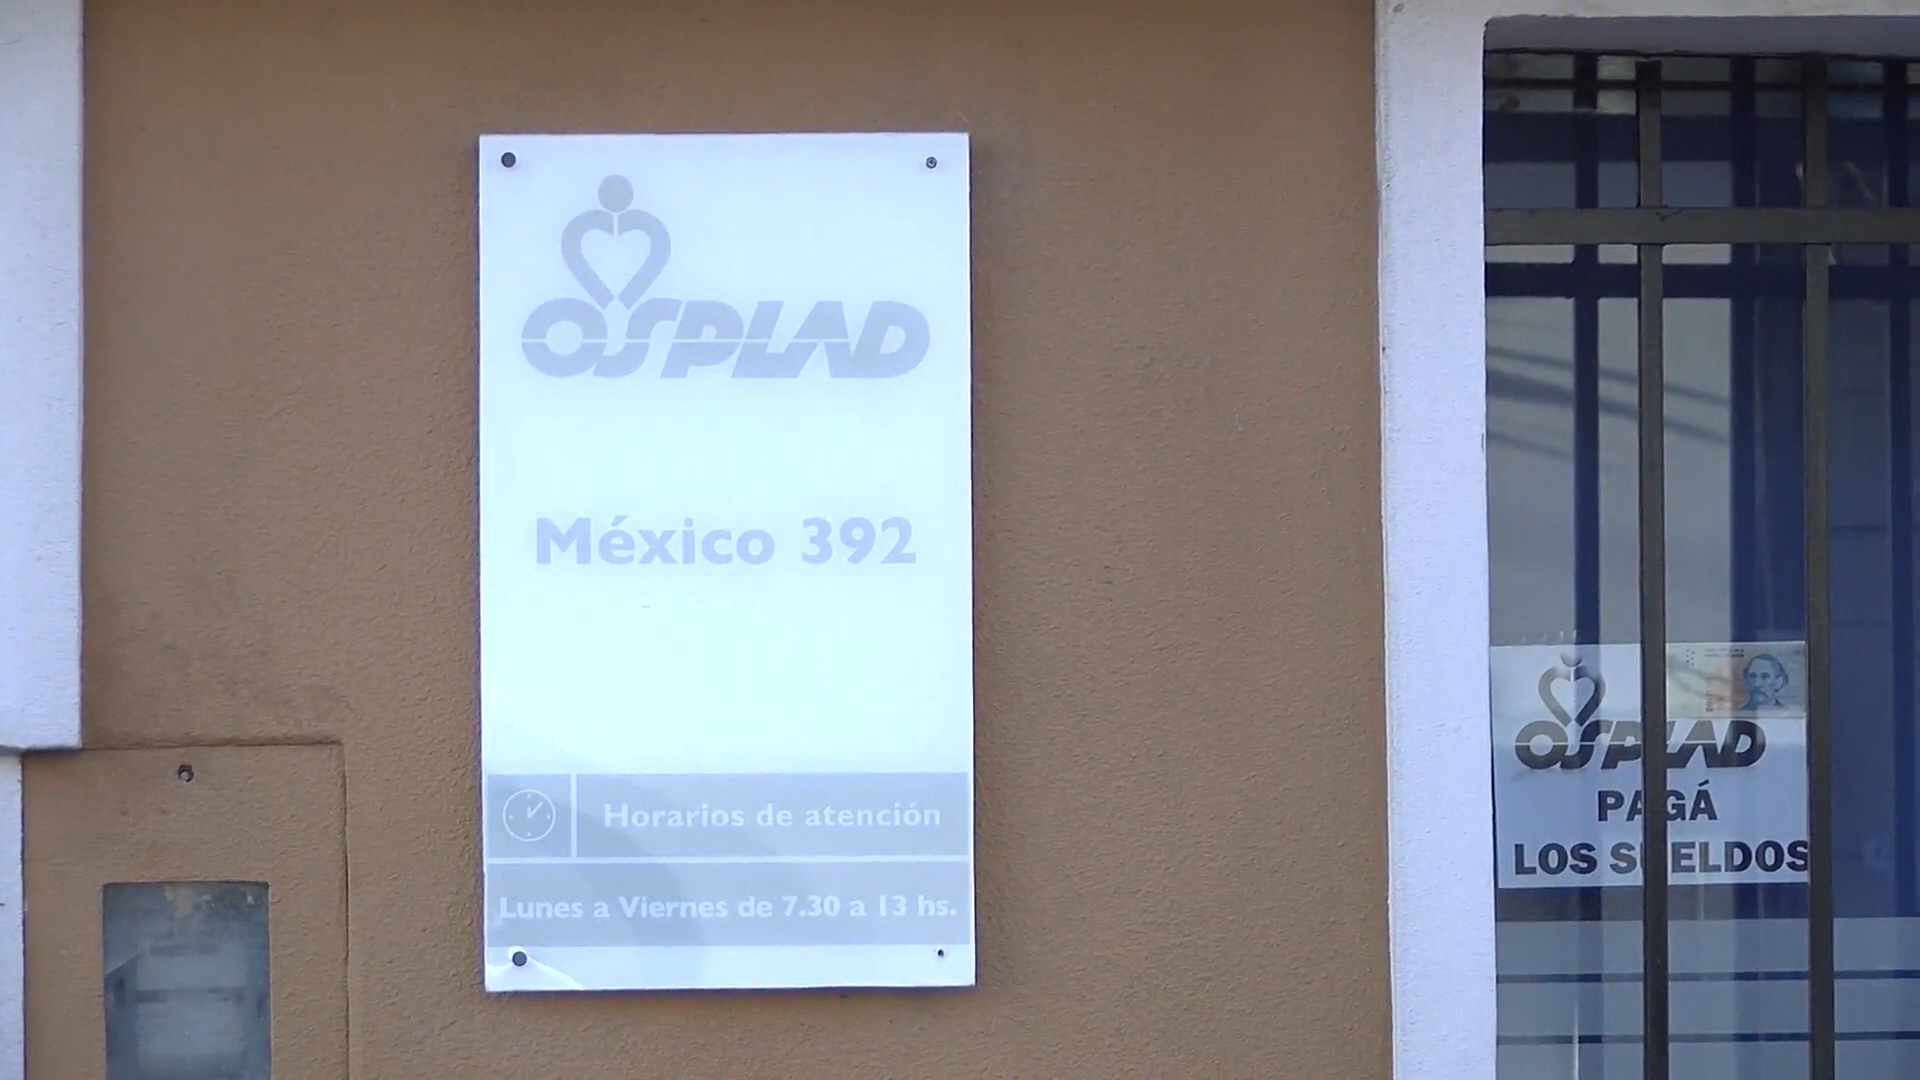 OSPLAD
México 392
Horarios de atención
Lunes a Viernes de 7.30 a 13 hs.
OSPLAD
PAGÁ
LOS SUELDOS